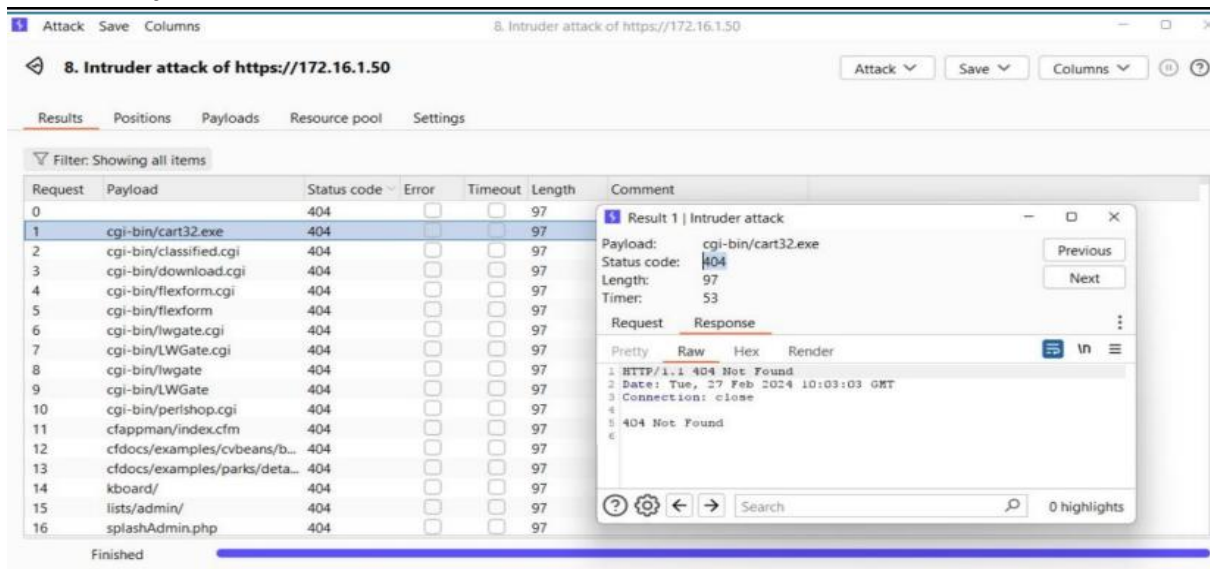 Attack Save Columns 8. Intruder attack of https://172.16.1.50
8. Intruder attack of https://172.16.1.50 Attack Save Columns
Results Positions Payloads Resource pool Settings
Filter: Showing all items
Request Payload Status code Error Timeout Length Comment
0 404 97
1 cgi-bin/cart32.exe 404 97
2 cgi-bin/classified.cgi 404 97
3 cgi-bin/download.cgi 404 97
4 cgi-bin/flexform.cgi 404 97
5 cgi-bin/flexform 404 97
6 cgi-bin/lwgate.cgi 404 97
7 cgi-bin/LWGate.cgi 404 97
8 cgi-bin/lwgate 404 97
9 cgi-bin/LWGate 404 97
10 cgi-bin/perlshop.cgi 404 97
11 cfappman/index.cfm 404 97
12 cfdocs/examples/cvbeans/b... 404 97
13 cfdocs/examples/parks/deta... 404 97
14 kboard/ 404 97
15 lists/admin/ 404 97
16 splashAdmin.php 404 97
Finished
Result 1 | Intruder attack
Payload: cgi-bin/cart32.exe Previous
Status code: 404
Length: 97 Next
Timer: 53
Request Response
Pretty Raw Hex Render \n
1 HTTP/1.1 404 Not Found
2 Date: Tue, 27 Feb 2024 10:03:03 GMT
3 Connection: close
4
5 404 Not Found
6
Search 0 highlights